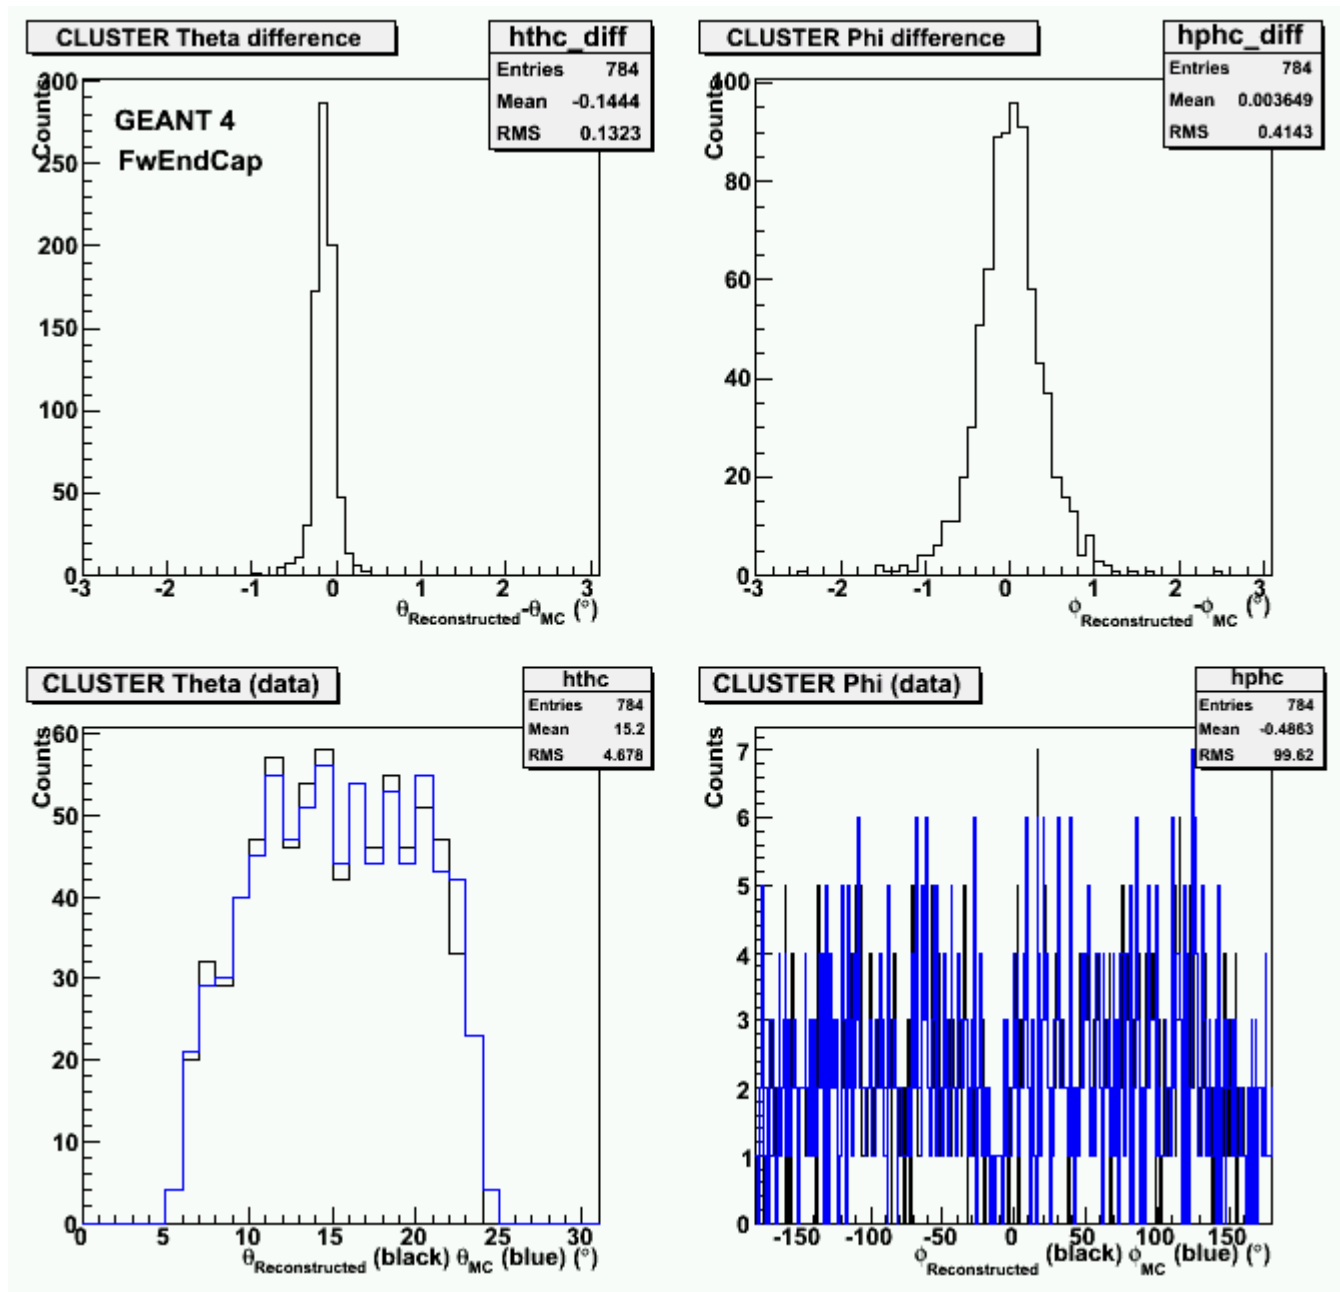 CLUSTER Theta difference
hthc_diff
Entries 784
Mean -0.1444
RMS 0.1323
Counts
300
250
200
150
100
50
0
GEANT 4
FwEndCap
-3 -2 -1 0 1 2 3
θReconstructed-θMC (°)
CLUSTER Phi difference
hphc_diff
Entries 784
Mean 0.003649
RMS 0.4143
Counts
100
80
60
40
20
0
-3 -2 -1 0 1 2 3
ϕReconstructed-ϕMC (°)
CLUSTER Theta (data)
hthc
Entries 784
Mean 15.2
RMS 4.678
Counts
60
50
40
30
20
10
0
0 5 10 15 20 25 30
θReconstructed (black) θMC (blue) (°)
CLUSTER Phi (data)
hphc
Entries 784
Mean -0.4863
RMS 99.62
Counts
7
6
5
4
3
2
1
0
-150 -100 -50 0 50 100 150
ϕReconstructed (black) ϕMC (blue) (°)